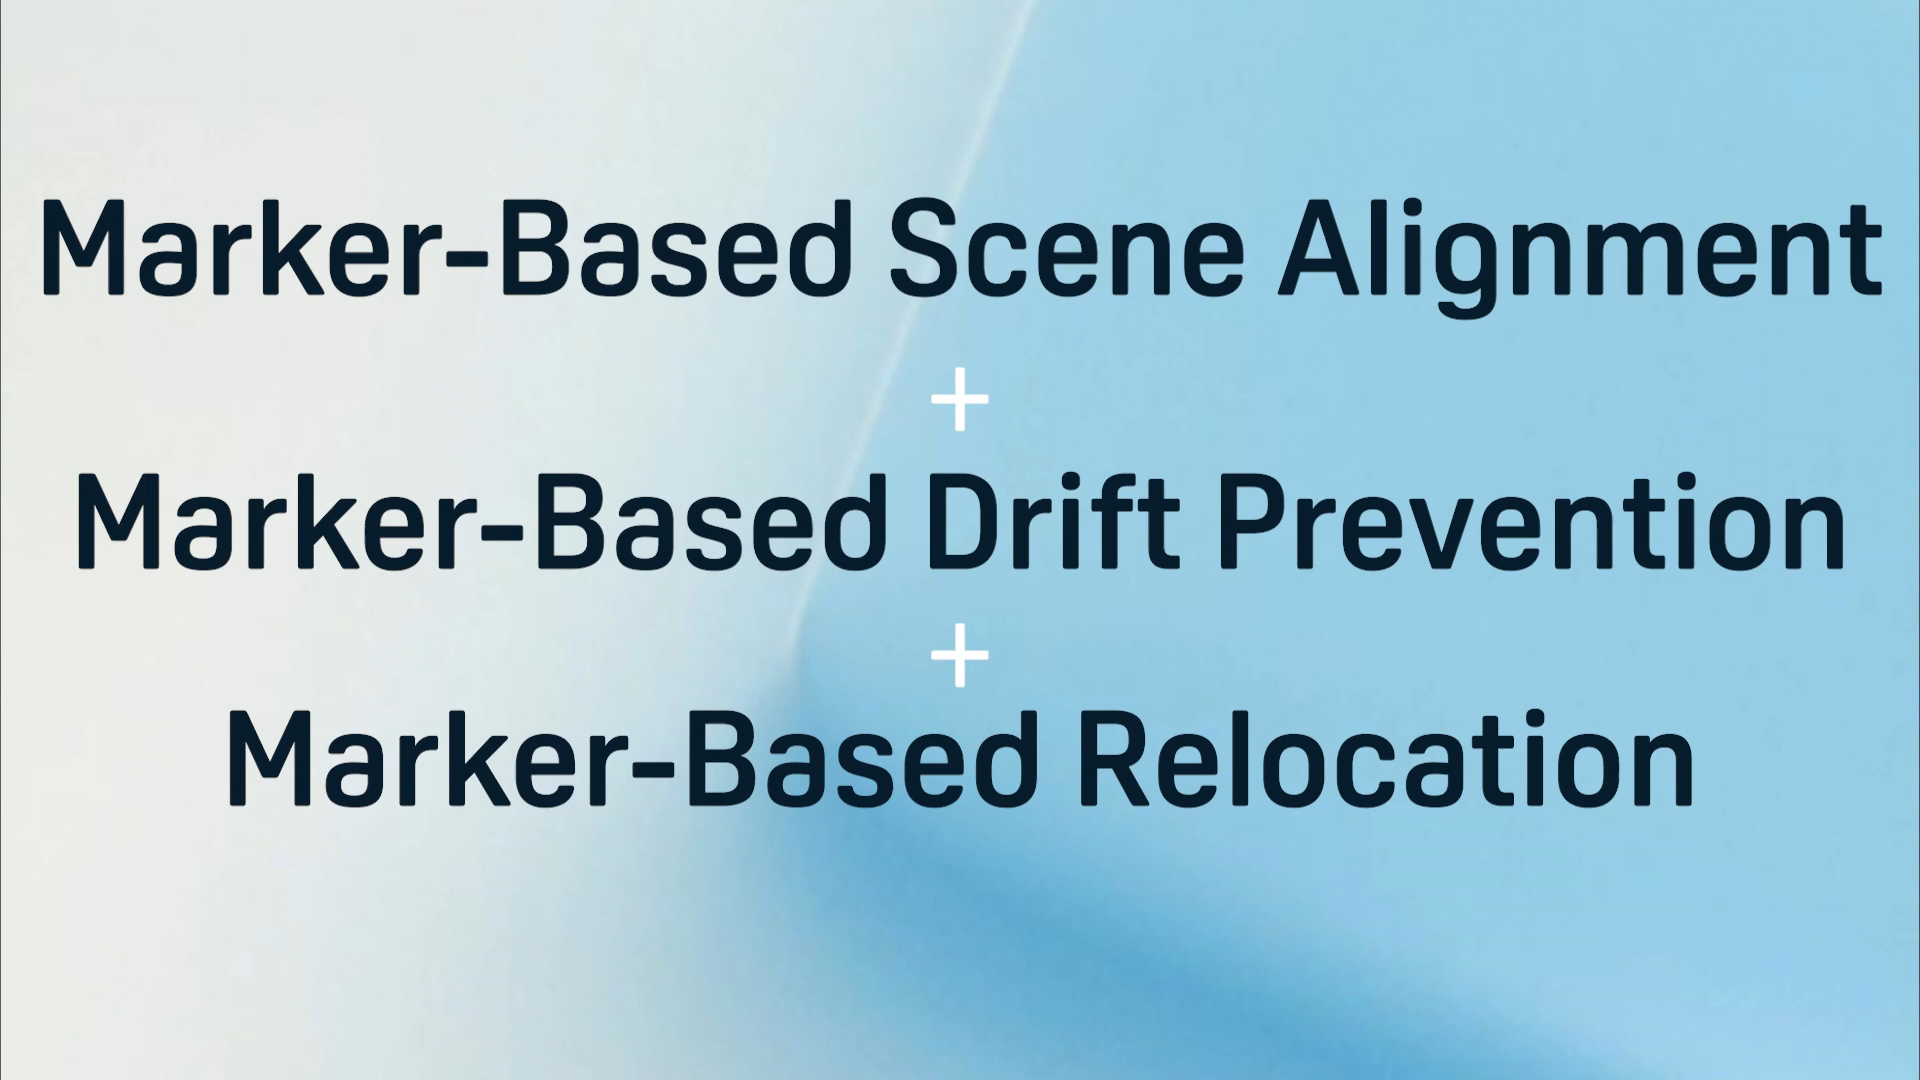 Marker-Based Scene Alignment
+
Marker-Based Drift Prevention
+
Marker-Based Relocation